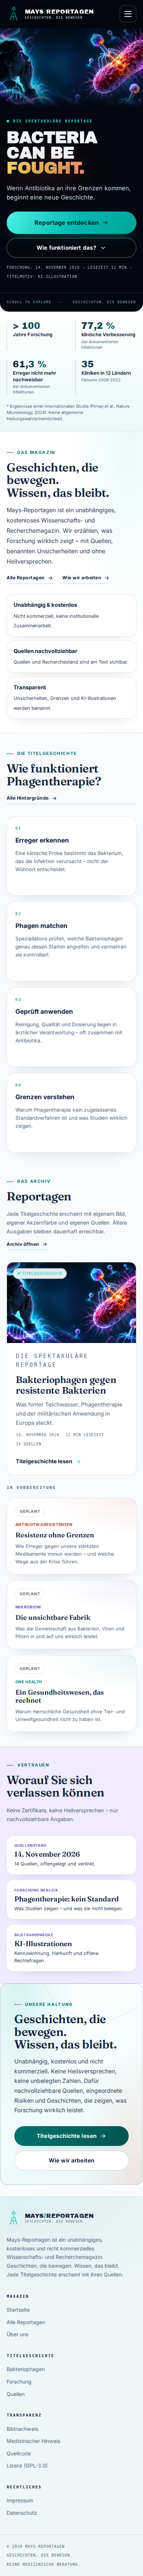 MAYS REPORTAGEN
GESCHICHTEN, DIE BEWEGEN
DIE SPEKTAKULÄRE REPORTAGE
BACTERIA
CAN BE
FOUGHT.
Wenn Antibiotika an ihre Grenzen kommen,
beginnt eine neue Geschichte.
Reportage entdecken →
Wie funktioniert das?
FORSCHUNG: 14. NOVEMBER 2026 · LESEZEIT 12 MIN ·
TITELMOTIV: KI-ILLUSTRATION
SCROLL TO EXPLORE
GESCHICHTEN, DIE BEWEGEN
> 100
Jahre Forschung
77,2 %
klinische Verbesserung
der dokumentierten
Infektionen
61,3 %
Erreger nicht mehr
nachweisbar
der dokumentierten
Infektionen
35
Kliniken in 12 Ländern
Fallserie 2008–2022
DAS MAGAZIN
Geschichten, die
bewegen.
Wissen, das bleibt.
Mays-Reportagen ist ein unabhängiges,
kostenloses Wissenschafts- und
Recherchemagazin. Wir erzählen, was
Forschung wirklich zeigt – mit Quellen,
benannten Unsicherheiten und ohne
Heilversprechen.
Alle Reportagen →
Wie wir arbeiten →
Unabhängig & kostenlos
Nicht kommerziell, keine institutionelle
Zusammenarbeit.
Quellen nachvollziehbar
Quellen und Recherchestand sind am Text sichtbar.
Transparent
Unsicherheiten, Grenzen und KI-Illustrationen
werden benannt.
DIE TITELGESCHICHTE
Wie funktioniert
Phagentherapie?
Alle Hintergründe →
01
Erreger erkennen
Eine klinische Probe bestimmt das Bakterium,
das die Infektion verursacht – nicht der
Wohnort entscheidet.
02
Phagen matchen
Speziallabore prüfen, welche Bakteriophagen
genau diesen Stamm angreifen und vermehren
sie kontrolliert.
03
Geprüft anwenden
Reinigung, Qualität und Dosierung liegen in
ärztlicher Verantwortung – oft zusammen mit
Antibiotika.
04
Grenzen verstehen
Warum Phagentherapie kein zugelassenes
Standardverfahren ist und was Studien wirklich
zeigen.
DAS ARCHIV
Reportagen
Jede Titelgeschichte erscheint mit eigenem Bild,
eigener Akzentfarbe und eigenen Quellen. Ältere
Ausgaben bleiben dauerhaft erreichbar.
Archiv öffnen →
TITELGESCHICHTE
DIE SPEKTAKULÄRE
REPORTAGE
Bakteriophagen gegen
resistente Bakterien
Was hinter Teichwasser, Phagentherapie
und der militärischen Anwendung in
Europa steckt.
14. NOVEMBER 2026 12 MIN LESEZEIT
14 QUELLEN
Titelgeschichte lesen →
IN VORBEREITUNG
GEPLANT
ANTIBIOTIKARESISTENZEN
Resistenz ohne Grenzen
Wie Erreger gegen unsere stärksten
Medikamente immun werden – und welche
Wege aus der Krise führen.
GEPLANT
MIKROBIOM
Die unsichtbare Fabrik
Was die Gemeinschaft aus Bakterien, Viren und
Pilzen in und auf uns wirklich leistet.
GEPLANT
ONE HEALTH
Ein Gesundheitswesen, das
rechnet
Warum menschliche Gesundheit ohne Tier- und
Umweltgesundheit nicht zu haben ist.
VERTRAUEN
Worauf Sie sich
verlassen können
Keine Zertifikate, keine Heilversprechen – nur
nachvollziehbare Angaben.
QUELLENSTAND
14. November 2026
14 Quellen, offengelegt und verlinkt.
FORSCHUNG WIRKLICH
Phagentherapie: kein Standard
Was Studien zeigen – und was sie nicht belegen.
BILDTRANSPARENZ
KI-Illustrationen
Kennzeichnung, Herkunft und offene
Rechtefragen.
UNSERE HALTUNG
Geschichten, die
bewegen.
Wissen, das bleibt.
Unabhängig, kostenlos und nicht
kommerziell. Keine Heilversprechen,
keine unbelegten Zahlen. Dafür
nachvollziehbare Quellen, eingeordnete
Risiken und Geschichten, die zeigen, was
Forschung wirklich leistet.
Titelgeschichte lesen →
Wie wir arbeiten
MAYS/REPORTAGEN
GESCHICHTEN, DIE BEWEGEN
Mays-Reportagen ist ein unabhängiges,
kostenloses und nicht kommerzielles
Wissenschafts- und Recherchemagazin.
Geschichten, die bewegen. Wissen, das bleibt.
Jede Titelgeschichte erscheint mit ihren Quellen.
MAGAZIN
Startseite
Alle Reportagen
Über uns
TITELGESCHICHTE
Bakteriophagen
Forschung
Quellen
TRANSPARENZ
Bildnachweis
Medizinischer Hinweis
Quellcode
Lizenz (GPL-3.0)
RECHTLICHES
Impressum
Datenschutz
© 2026 MAYS-REPORTAGEN
GESCHICHTEN, DIE BEWEGEN.
KEINE MEDIZINISCHE BERATUNG.